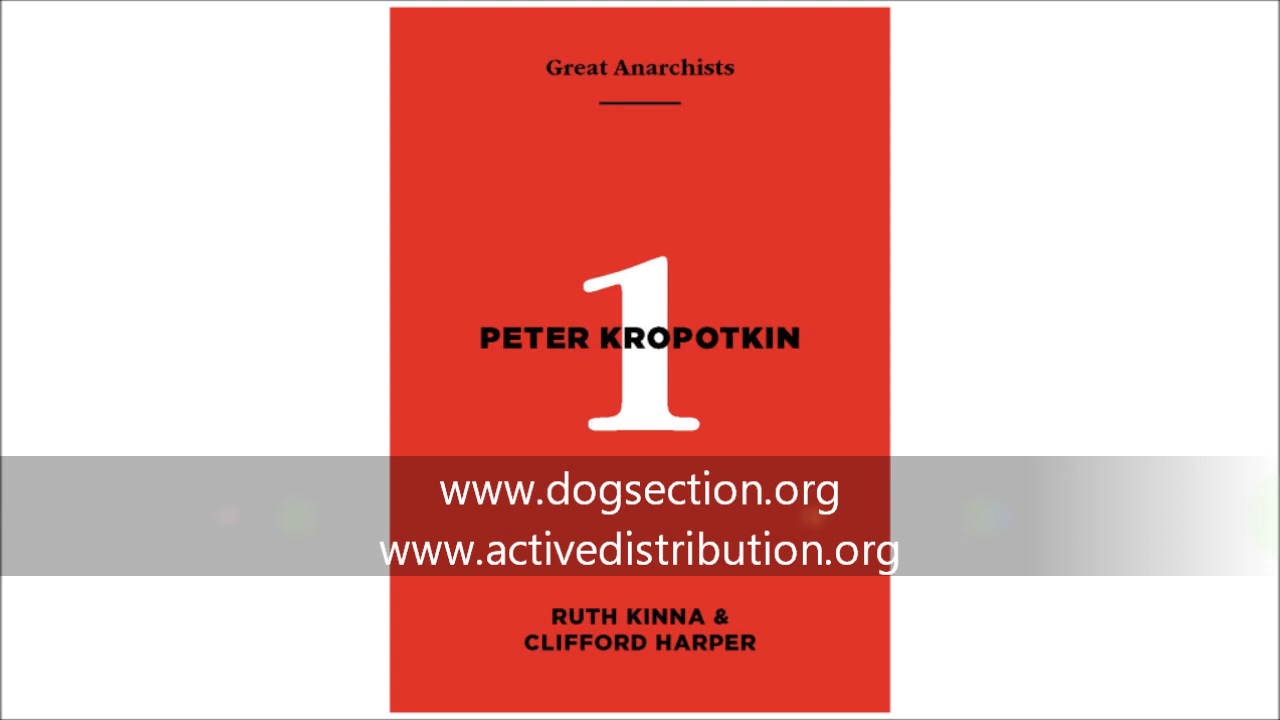 Great Anarchists
1
PETER KROPOTKIN
www.dogsection.org
www.activedistribution.org
RUTH KINNA &
CLIFFORD HARPER